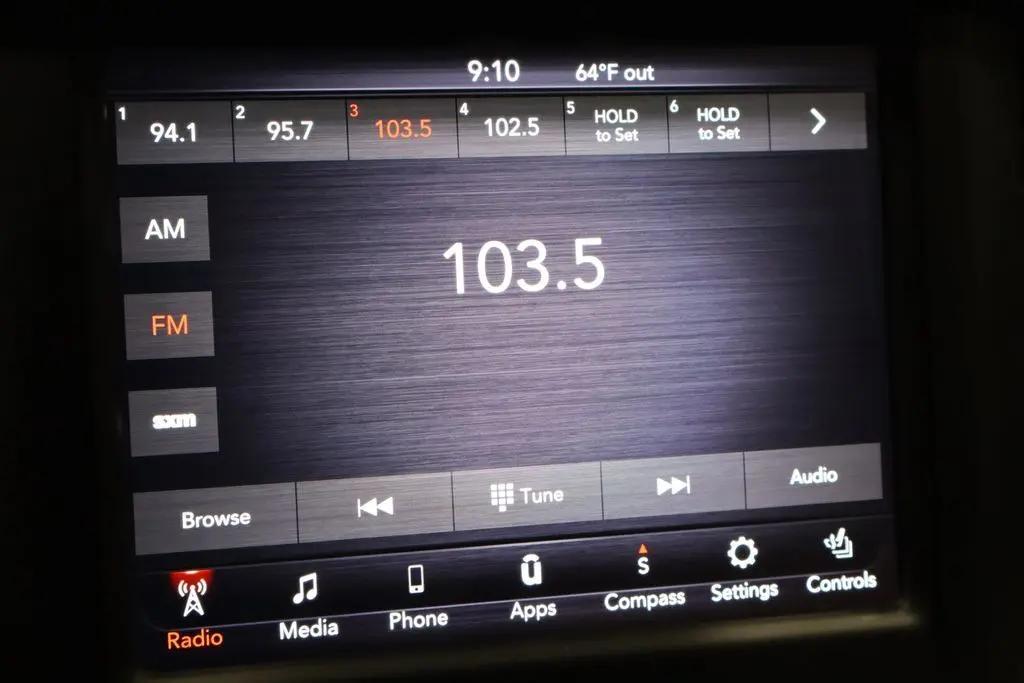 9:10 64°F out
1 94.1 2 95.7 3 103.5 4 102.5 5 HOLD to Set 6 HOLD to Set
AM
103.5
FM
sxm
Browse Tune Audio
S
Radio Media Phone Apps Compass Settings Controls